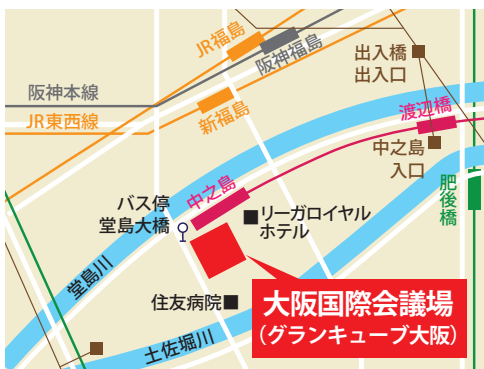 JR福島
阪神福島
出入橋
出入口
阪神本線
JR東西線
新福島
渡辺橋
中之島
入口
肥後橋
中之島
バス停
堂島大橋
リーガロイヤル
ホテル
堂島川
住友病院
土佐堀川
大阪国際会議場
(グランキューブ大阪)